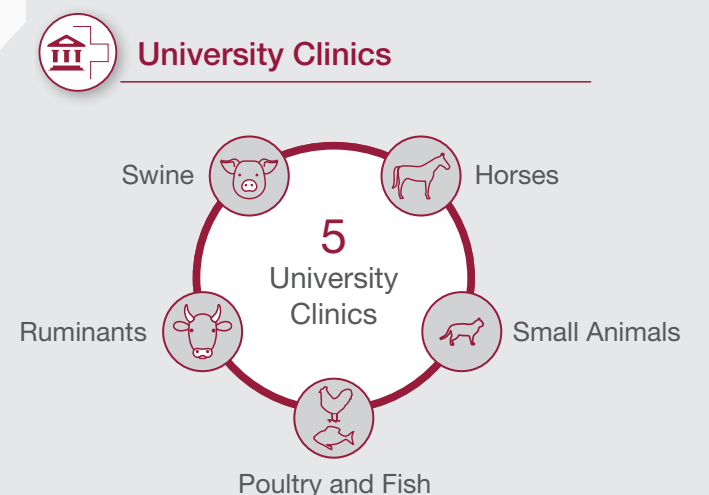 University Clinics
Swine
Horses
5
University
Clinics
Ruminants
Small Animals
Poultry and Fish